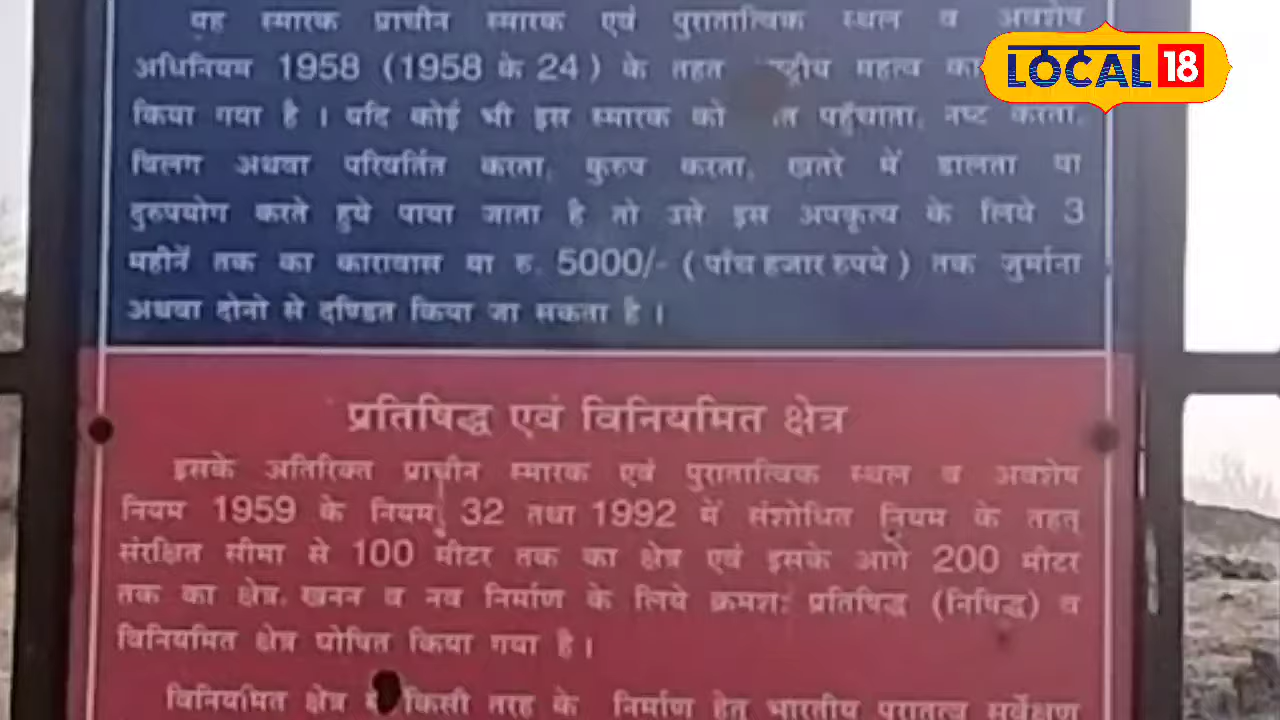 यह स्मारक प्राचीन स्मारक एवं पुरातात्विक स्थल व अवशेष
अधिनियम 1958 (1958 के 24) के तहत महत्व
किया गया है । यदि कोई भी इस स्मारक को पहुँचाता, नष्ट करता,
विलग अथवा परिवर्तित करता, कुरुप करता, खतरे में डालता या
दुरुपयोग करते हुये पाया जाता है तो उसे इस अपकृत्य के लिये 3
महीनें तक का कारावास या रु. 5000/- (पांच हजार रुपये) तक जुर्माना
अथवा दोनो से दण्डित किया जा सकता है ।
प्रतिषिद्ध एवं विनियमित क्षेत्र
इसके अतिरिक्त प्राचीन स्मारक एवं पुरातात्विक स्थल व अवशेष
नियम 1959 के नियम 32 तथा 1992 में संशोधित नियम के तहत्
संरक्षित सीमा से 100 मीटर तक का क्षेत्र एवं इसके आगे 200 मीटर
तक का क्षेत्र. खनन व नव निर्माण के लिये क्रमश: प्रतिषिद्ध (निषिद्ध) व
विनियमित क्षेत्र घोषित किया गया है ।
विनियमित क्षेत्र किसी तरह के निर्माण हेतु भारतीय पुरातत्व सर्वेक्षण
LOCAL 18